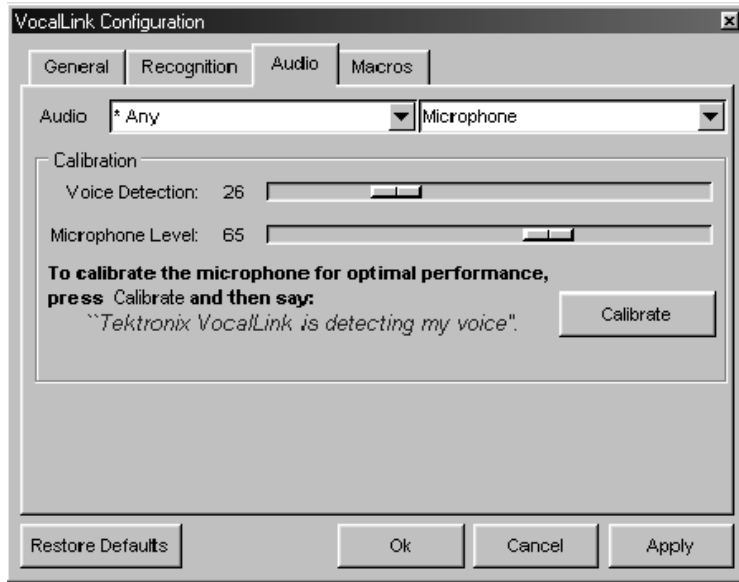 VocalLink Configuration
General Recognition Audio Macros
Audio * Any Microphone
Calibration
Voice Detection: 26
Microphone Level: 65
To calibrate the microphone for optimal performance,
press Calibrate and then say:
``Tektronix VocalLink is detecting my voice".
Calibrate
Restore Defaults Ok Cancel Apply